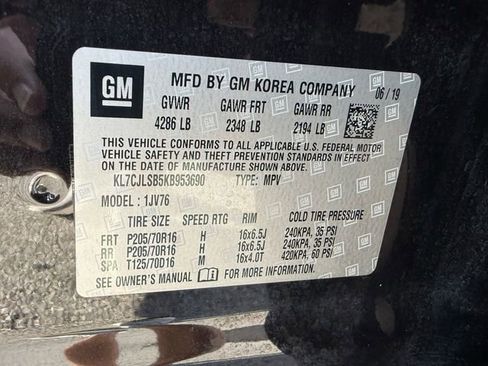 GM
MFD BY GM KOREA COMPANY
06/19
GVWR GAWR FRT GAWR RR
4286 LB 2348 LB 2194 LB
THIS VEHICLE CONFORMS TO ALL APPLICABLE U.S. FEDERAL MOTOR
VEHICLE SAFETY AND THEFT PREVENTION STANDARDS IN EFFECT ON
THE DATE OF MANUFACTURE SHOWN ABOVE.
KL7CJLSB5KB953690 TYPE: MPV
MODEL: 1JV76
TIRE SIZE SPEED RTG RIM COLD TIRE PRESSURE
FRT P205/70R16 H 16x6.5J 240KPA, 35 PSI
RR P205/70R16 H 16x6.5J 240KPA, 35 PSI
SPA T125/70D16 M 16x4.0T 420KPA, 60 PSI
SEE OWNER'S MANUAL FOR MORE INFORMATION